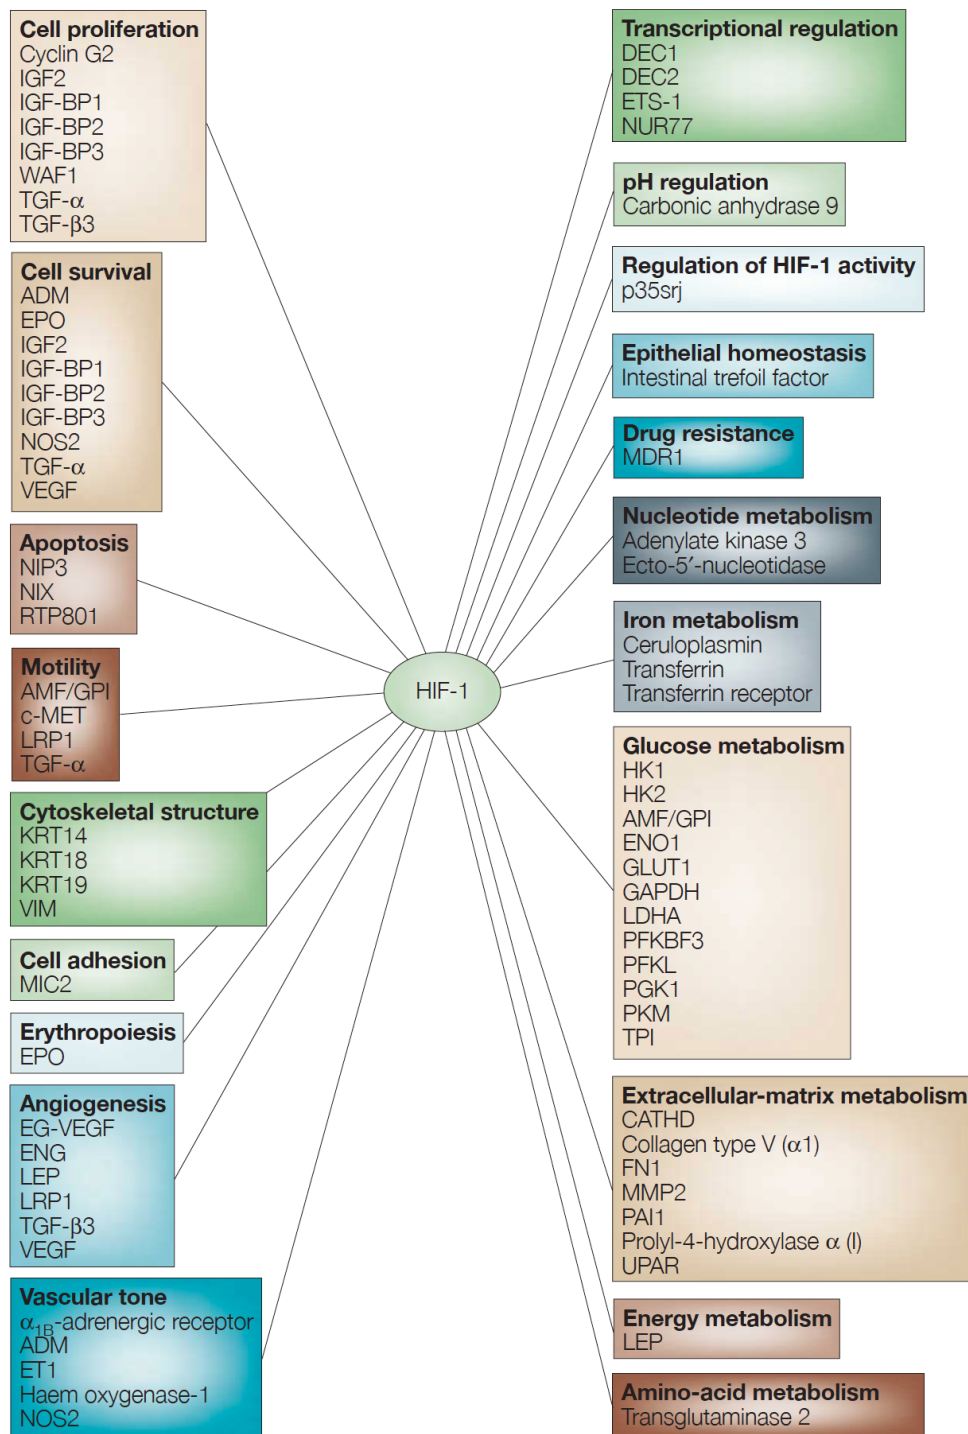 Cell proliferation
Cyclin G2
IGF2
IGF-BP1
IGF-BP2
IGF-BP3
WAF1
TGF-α
TGF-β3
Cell survival
ADM
EPO
IGF2
IGF-BP1
IGF-BP2
IGF-BP3
NOS2
TGF-α
VEGF
Apoptosis
NIP3
NIX
RTP801
Motility
AMF/GPI
c-MET
LRP1
TGF-α
Cytoskeletal structure
KRT14
KRT18
KRT19
VIM
Cell adhesion
MIC2
Erythropoiesis
EPO
Angiogenesis
EG-VEGF
ENG
LEP
LRP1
TGF-β3
VEGF
Vascular tone
α1B-adrenergic receptor
ADM
ET1
Haem oxygenase-1
NOS2
HIF-1
Transcriptional regulation
DEC1
DEC2
ETS-1
NUR77
pH regulation
Carbonic anhydrase 9
Regulation of HIF-1 activity
p35srj
Epithelial homeostasis
Intestinal trefoil factor
Drug resistance
MDR1
Nucleotide metabolism
Adenylate kinase 3
Ecto-5′-nucleotidase
Iron metabolism
Ceruloplasmin
Transferrin
Transferrin receptor
Glucose metabolism
HK1
HK2
AMF/GPI
ENO1
GLUT1
GAPDH
LDHA
PFKBF3
PFKL
PGK1
PKM
TPI
Extracellular-matrix metabolism
CATHD
Collagen type V (α1)
FN1
MMP2
PAI1
Prolyl-4-hydroxylase α (I)
UPAR
Energy metabolism
LEP
Amino-acid metabolism
Transglutaminase 2